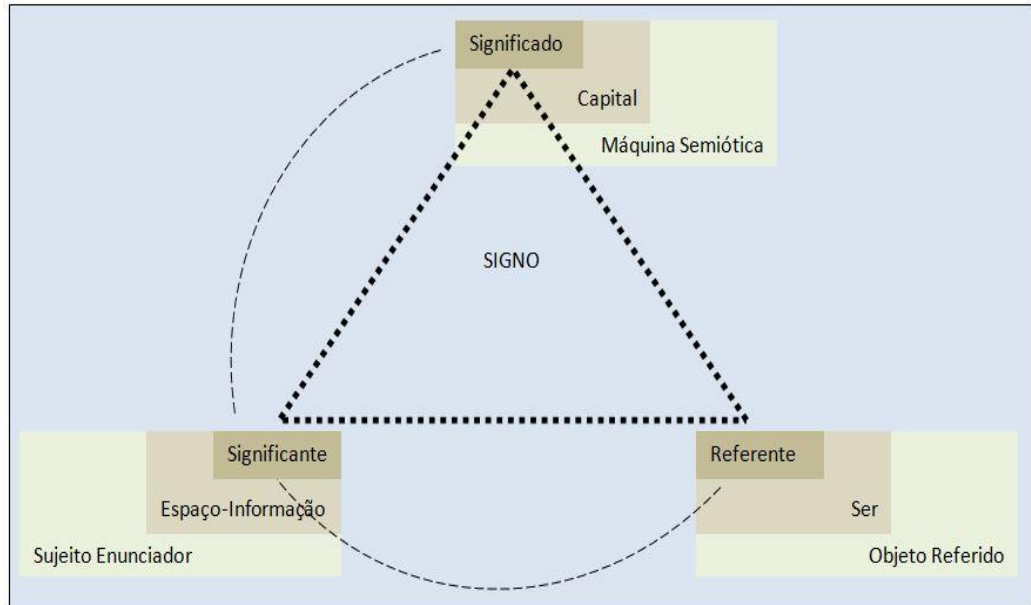 Significado
Capital
Máquina Semiótica
SIGNO
Significante
Espaço-Informação
Sujeito Enunciador
Referente
Ser
Objeto Referido